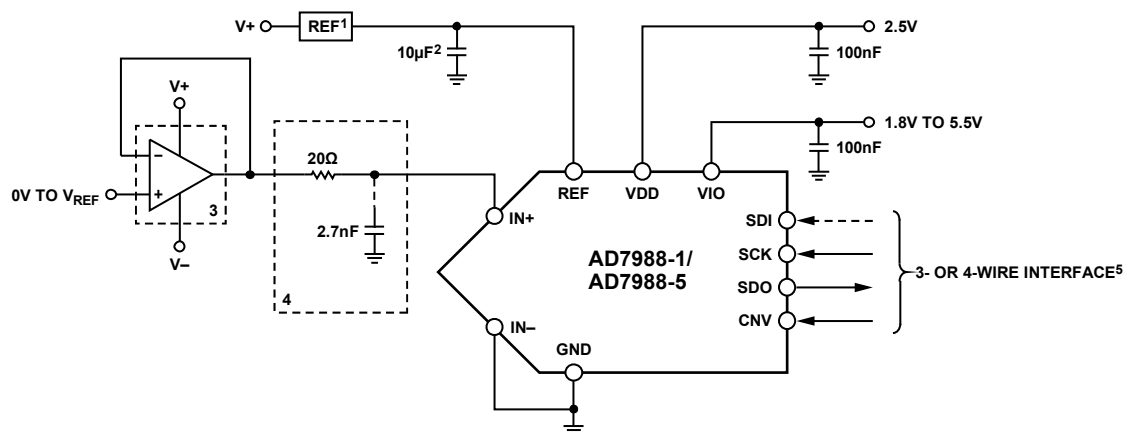 V+
REF1
10µF2
2.5V
100nF
V+
1.8V TO 5.5V
100nF
20Ω
−
+
0V TO VREF
3
V−
2.7nF
4
REF
VDD
VIO
IN+
SDI
AD7988-1/
AD7988-5
SCK
3- OR 4-WIRE INTERFACE5
SDO
CNV
IN−
GND